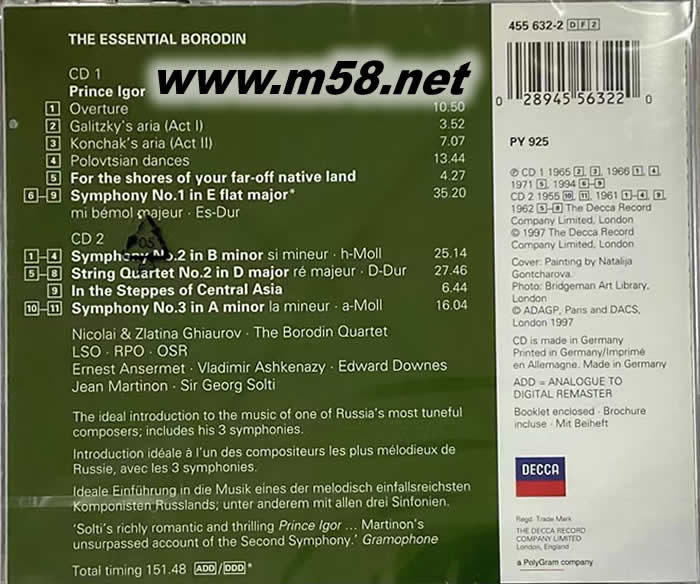 THE ESSENTIAL BORODIN
www.m58.net
CD 1
Prince Igor
1 Overture 10.50
2 Galitzky's aria (Act I) 3.52
3 Konchak's aria (Act II) 7.07
4 Polovtsian dances 13.44
5 For the shores of your far-off native land 4.27
6–9 Symphony No.1 in E flat major* 35.20
mi bémol majeur · Es-Dur
05
CD 2
1–4 Symphony No.2 in B minor si mineur · h-Moll 25.14
5–8 String Quartet No.2 in D major ré majeur · D-Dur 27.46
9 In the Steppes of Central Asia 6.44
10–11 Symphony No.3 in A minor la mineur · a-Moll 16.04
Nicolai & Zlatina Ghiaurov · The Borodin Quartet
LSO · RPO · OSR
Ernest Ansermet · Vladimir Ashkenazy · Edward Downes
Jean Martinon · Sir Georg Solti
The ideal introduction to the music of one of Russia's most tuneful
composers; includes his 3 symphonies.
Introduction idéale à l'un des compositeurs les plus mélodieux de
Russie, avec les 3 symphonies.
Ideale Einführung in die Musik eines der melodisch einfallsreichsten
Komponisten Russlands; unter anderem mit allen drei Sinfonien.
'Solti's richly romantic and thrilling Prince Igor ... Martinon's
unsurpassed account of the Second Symphony.' Gramophone
Total timing 151.48 ADD/DDD*
455 632-2 DF2
0 28945 56322 0
PY 925
℗ CD 1 1965 2, 3, 1966 1, 4,
1971 5, 1994 6–9
CD 2 1955 10, 11, 1961 1–4, 9,
1962 5–8 The Decca Record
Company Limited, London
© 1997 The Decca Record
Company Limited, London
Cover: Painting by Natalija
Gontcharova.
Photo: Bridgeman Art Library,
London
© ADAGP, Paris and DACS,
London 1997
CD is made in Germany
Printed in Germany/Imprimé
en Allemagne. Made in Germany
ADD = ANALOGUE TO
DIGITAL REMASTER
Booklet enclosed · Brochure
incluse · Mit Beiheft
DECCA
Regd. Trade Mark
THE DECCA RECORD
COMPANY LIMITED
London, England
a PolyGram company